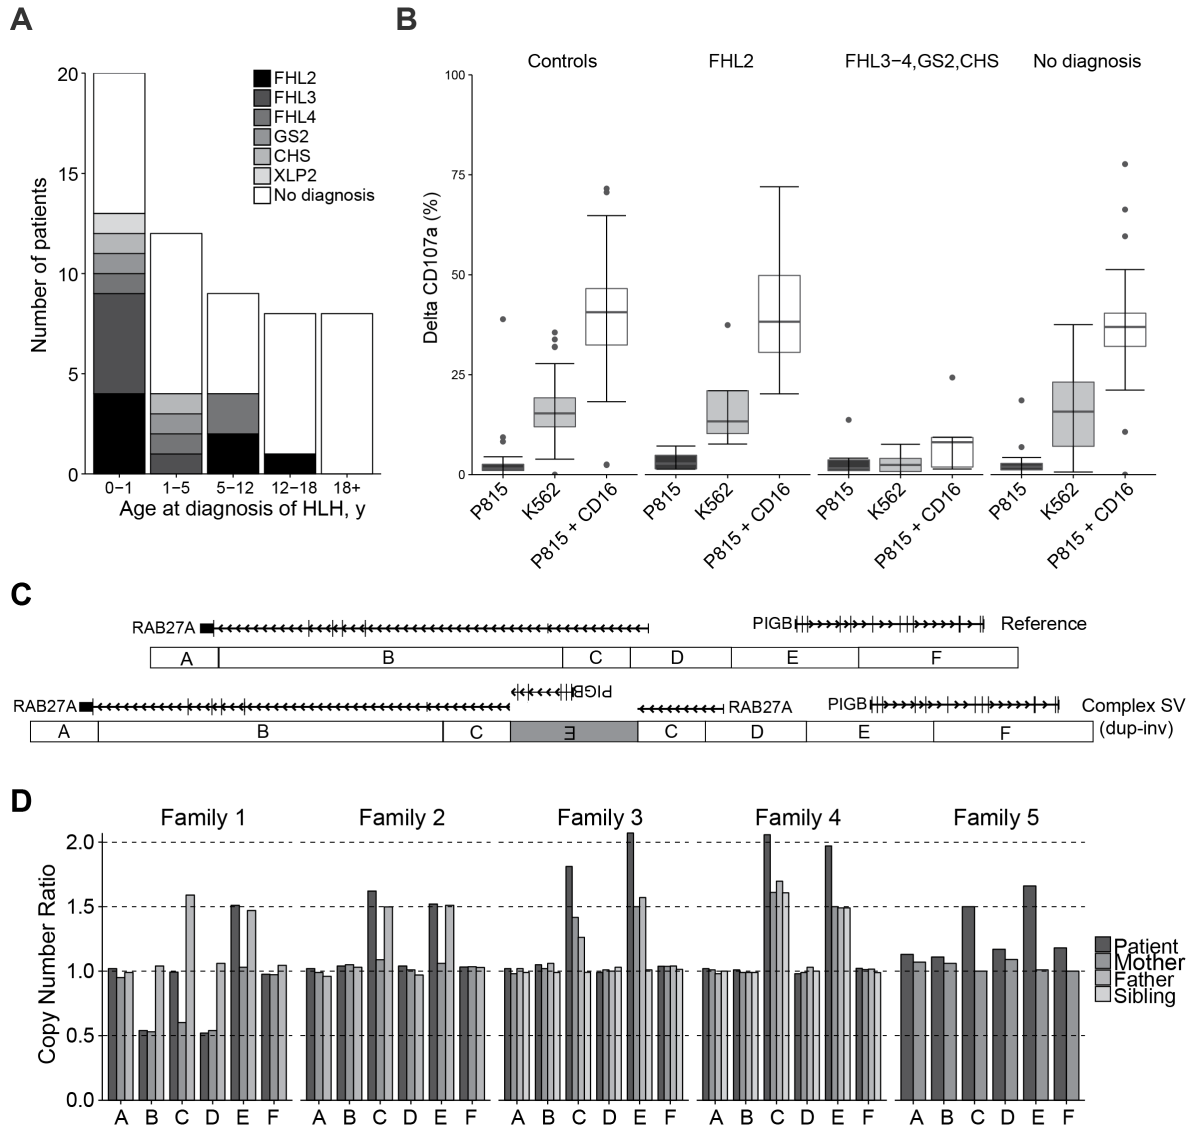 A
Number of patients
20
15
10
5
0
FHL2
FHL3
FHL4
GS2
CHS
XLP2
No diagnosis
0−1 1−5 5−12 12−18 18+
Age at diagnosis of HLH, y
B
Controls FHL2 FHL3−4,GS2,CHS No diagnosis
Delta CD107a (%)
100
75
50
25
0
P815 K562 P815 + CD16 P815 K562 P815 + CD16 P815 K562 P815 + CD16 P815 K562 P815 + CD16
C
RAB27A PIGB Reference
A B C D E F
PIGB
RAB27A RAB27A PIGB Complex SV
(dup-inv)
A B C E C D E F
D
Family 1 Family 2 Family 3 Family 4 Family 5
Copy Number Ratio
2.0
1.5
1.0
0.5
0.0
Patient
Mother
Father
Sibling
A B C D E F A B C D E F A B C D E F A B C D E F A B C D E F